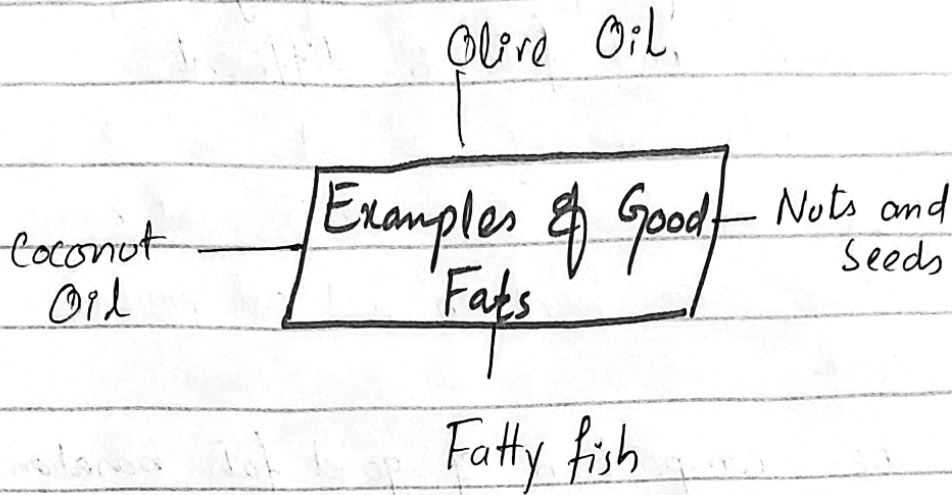 Olive Oil.
Examples of Good
Fats
Nuts and
Seeds
Coconut
Oil
Fatty fish